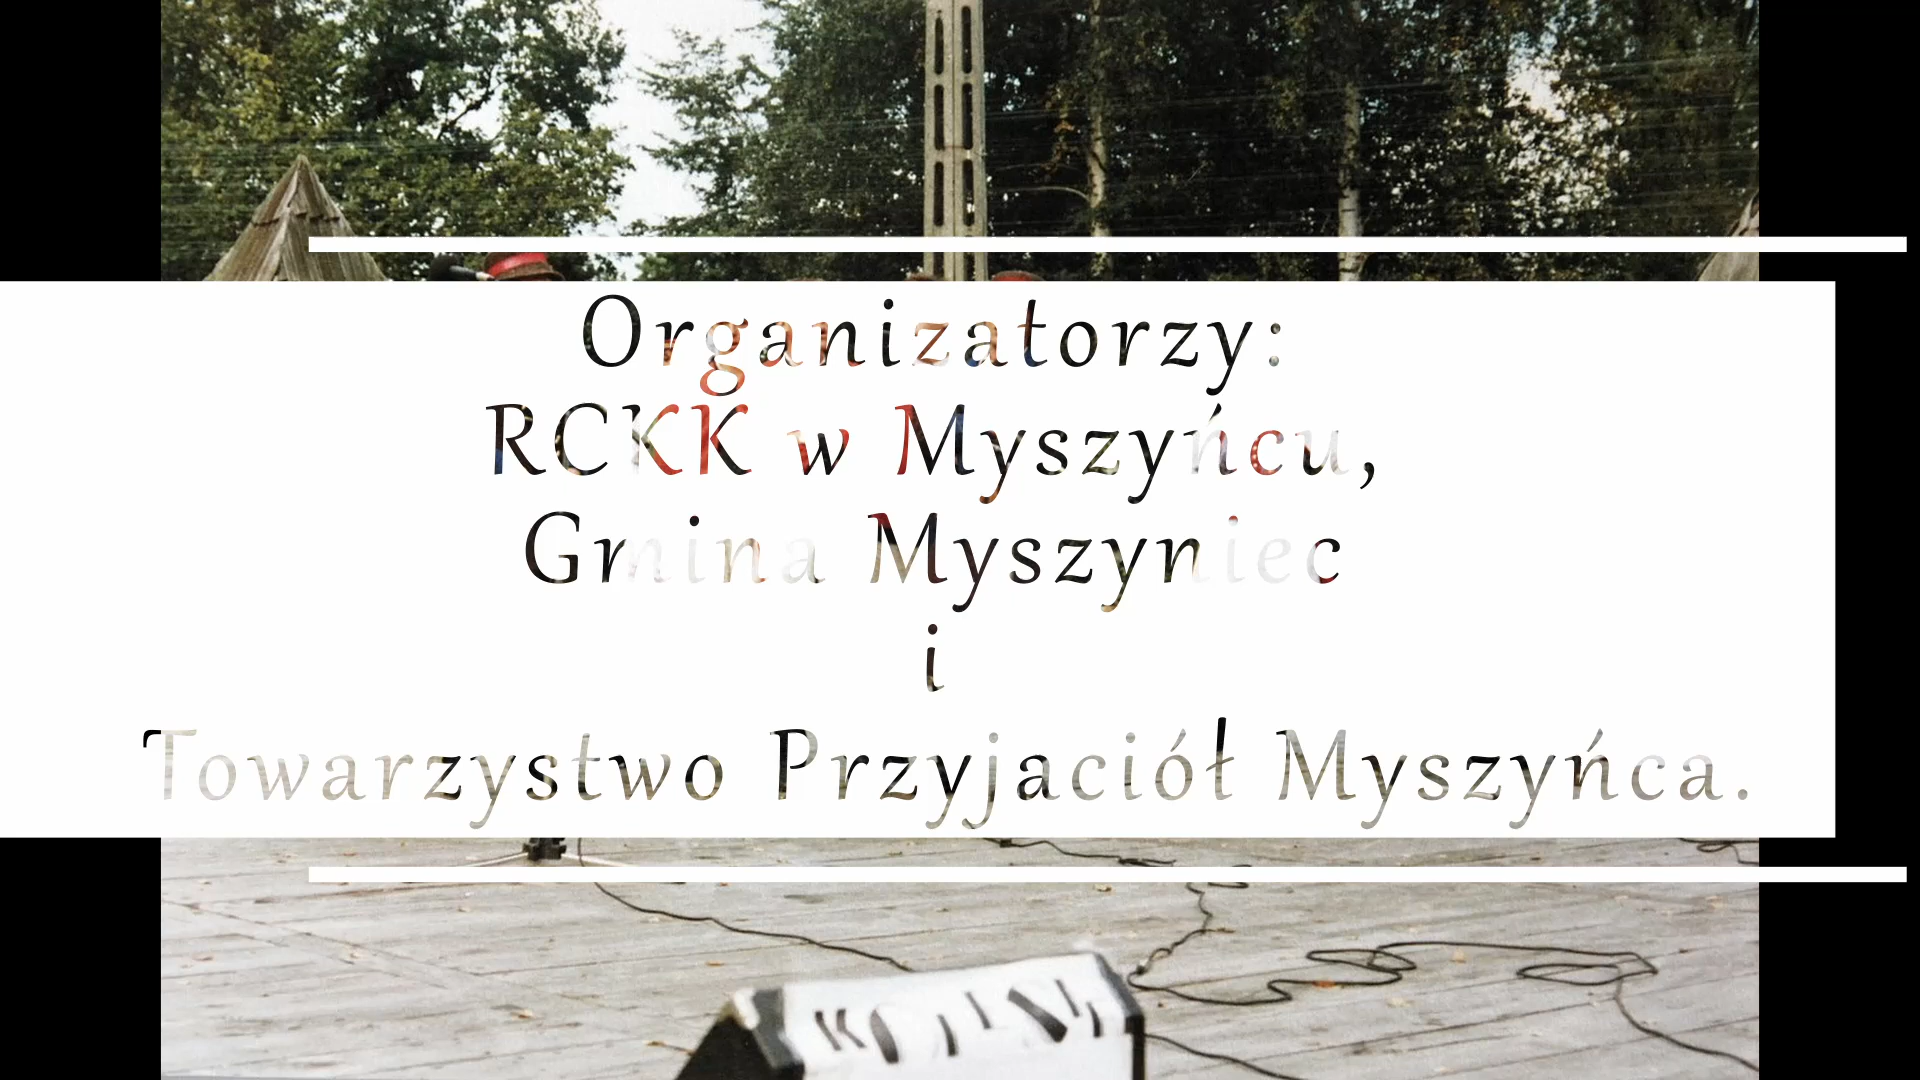 Organizatorzy:
RCKK w Myszyńcu,
Gmina Myszyniec
i
Towarzystwo Przyjaciół Myszyńca.